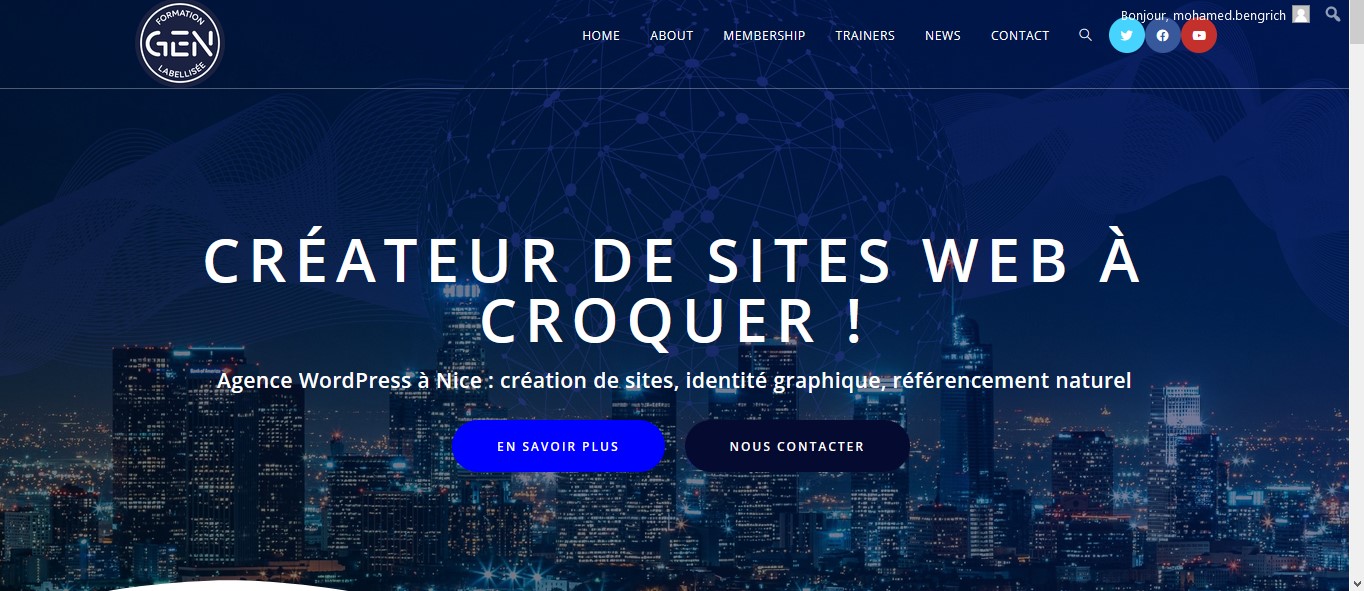 Bonjour, mohamed.bengrich
FORMATION
GEN
LABELLISÉE
HOME ABOUT MEMBERSHIP TRAINERS NEWS CONTACT
CRÉATEUR DE SITES WEB À
CROQUER !
Agence WordPress à Nice : création de sites, identité graphique, référencement naturel
EN SAVOIR PLUS NOUS CONTACTER